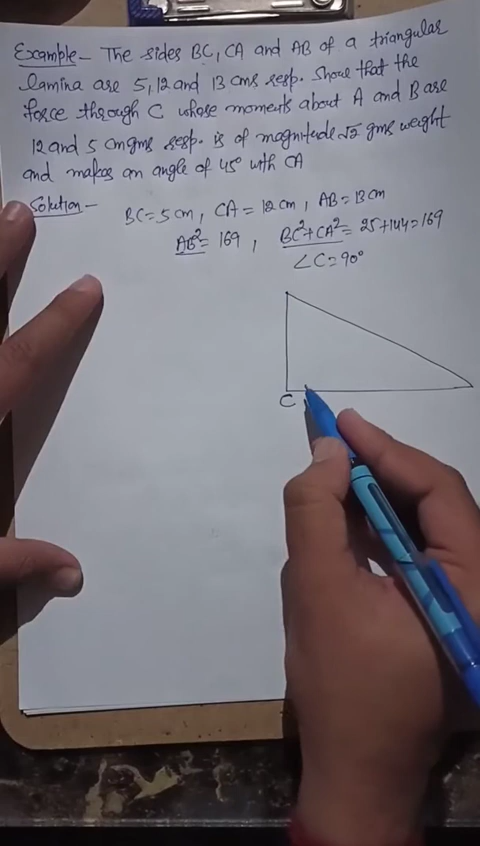 Example - The sides BC, CA and AB of a triangular
lamina are 5, 12 and 13 cms resp. Show that the
force through C whose moments about A and B are
12 and 5 cm gms resp. is of magnitude √2 gms weight
and makes an angle of 45° with CA
Solution -
BC = 5 cm, CA = 12 cm, AB = 13 cm
AB² = 169, BC² + CA² = 25 + 144 = 169
∠C = 90°
C